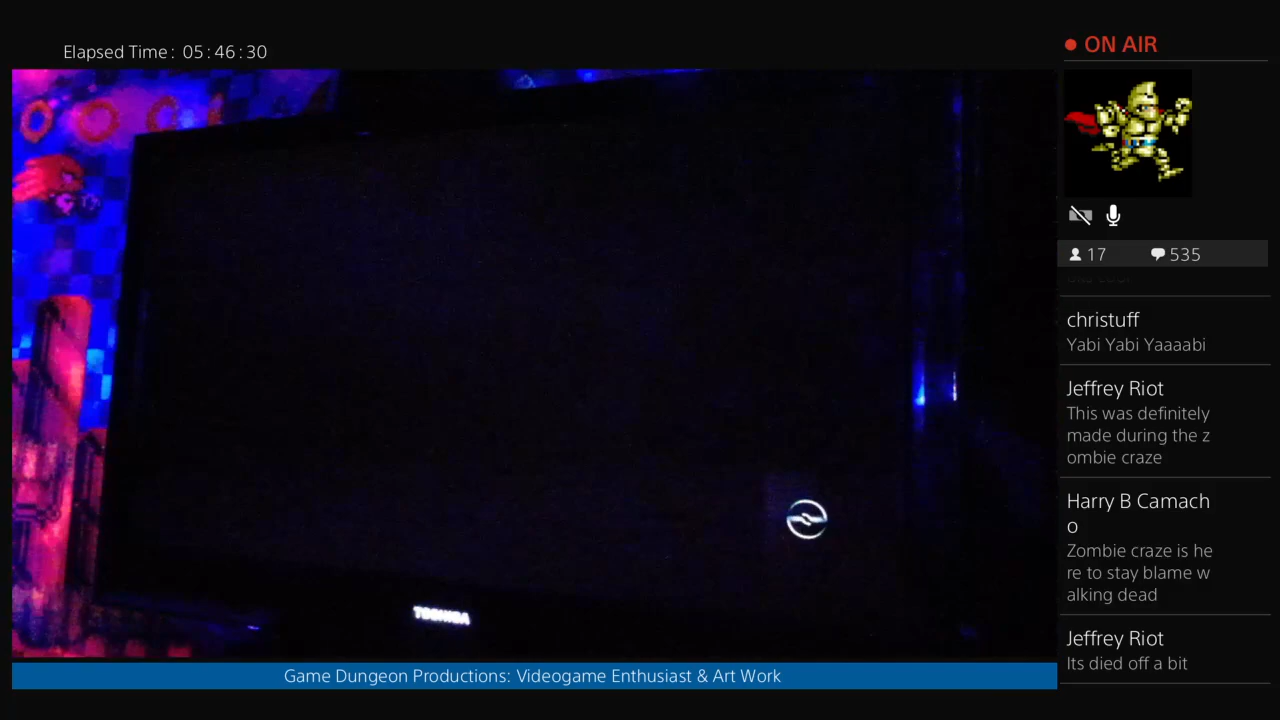 Elapsed Time: 05:46:30
ON AIR
17
535
christuff
Yabi Yabi Yaaaabi
Jeffrey Riot
This was definitely
made during the z
ombie craze
Harry B Camach
o
Zombie craze is he
re to stay blame w
alking dead
Jeffrey Riot
Its died off a bit
TOSHIBA
Game Dungeon Productions: Videogame Enthusiast & Art Work